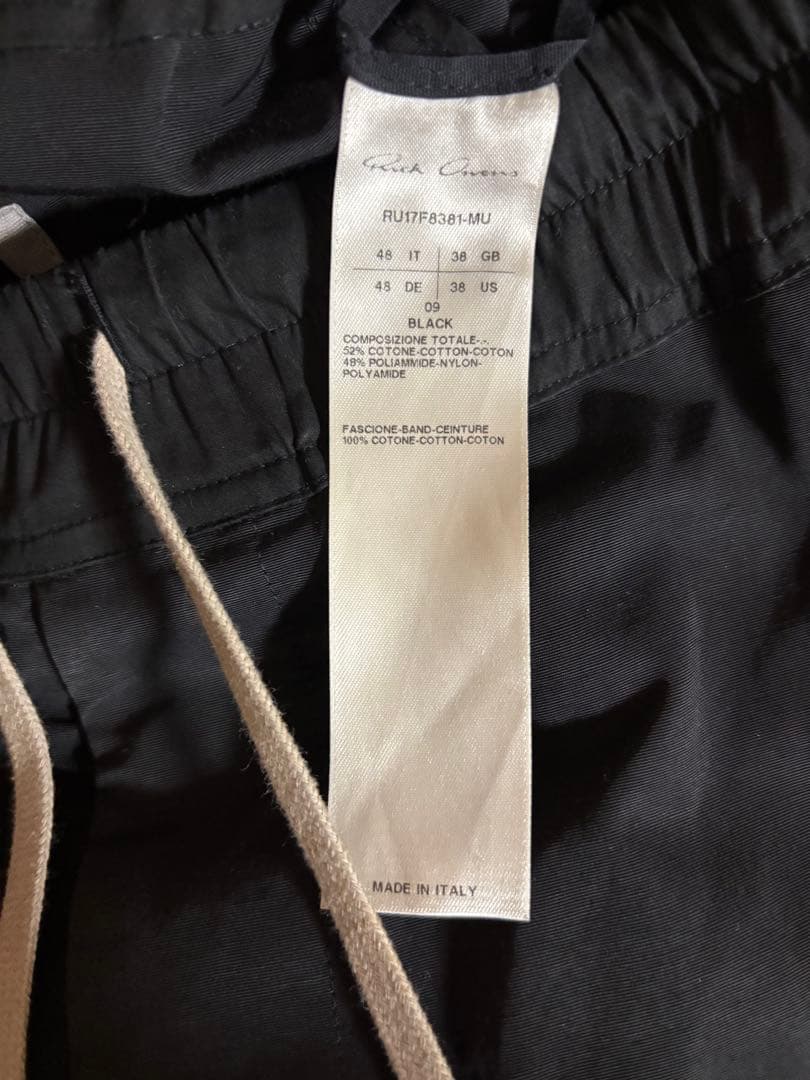 Rick Owens
RU17F8381-MU
48 IT | 38 GB
48 DE | 38 US
09
BLACK
COMPOSIZIONE TOTALE-.-.
52% COTONE-COTTON-COTON
48% POLIAMMIDE-NYLON-
POLYAMIDE
FASCIONE-BAND-CEINTURE
100% COTONE-COTTON-COTON
MADE IN ITALY